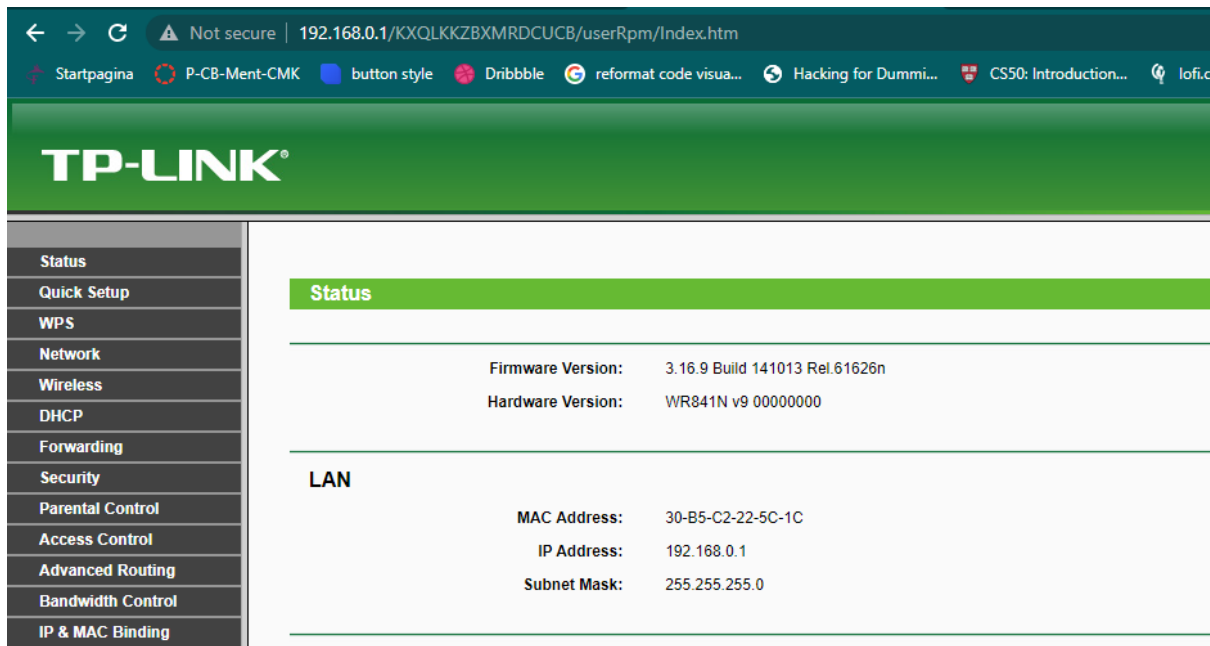 Not secure | 192.168.0.1/KXQLKKZBXMRDCUCB/userRpm/Index.htm
Startpagina P-CB-Ment-CMK button style Dribbble reformat code visua... Hacking for Dummi... CS50: Introduction... lofi.c
TP-LINK®
Status
Quick Setup
WPS
Network
Wireless
DHCP
Forwarding
Security
Parental Control
Access Control
Advanced Routing
Bandwidth Control
IP & MAC Binding
Status
Firmware Version: 3.16.9 Build 141013 Rel.61626n
Hardware Version: WR841N v9 00000000
LAN
MAC Address: 30-B5-C2-22-5C-1C
IP Address: 192.168.0.1
Subnet Mask: 255.255.255.0